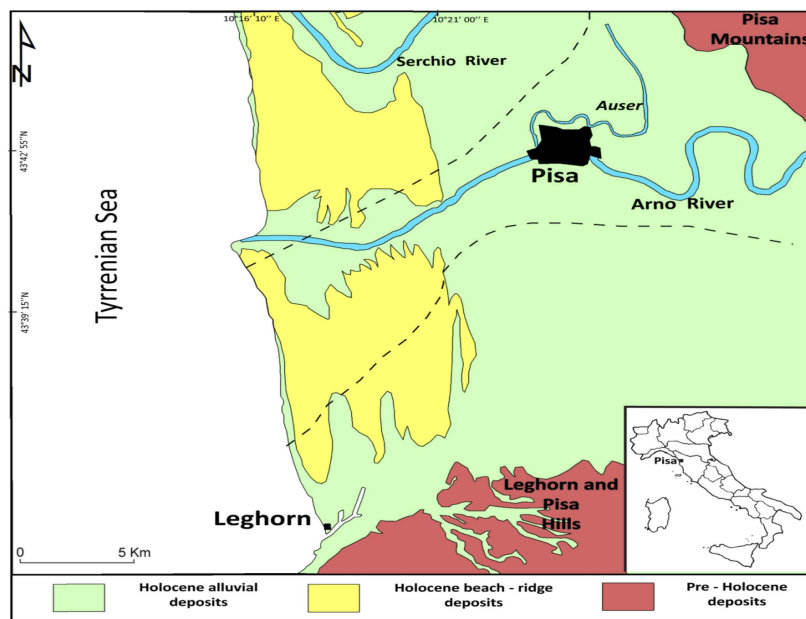 10°16′ 10″ E
10°21′ 00″ E
Pisa
Mountains
N
Serchio River
Auser
43°42′ 55″N
Pisa
Arno River
Tyrrenian Sea
43°39′ 15″N
Pisa
Leghorn and
Pisa
Hills
Leghorn
0
5 Km
Holocene alluvial
deposits
Holocene beach - ridge
deposits
Pre - Holocene
deposits